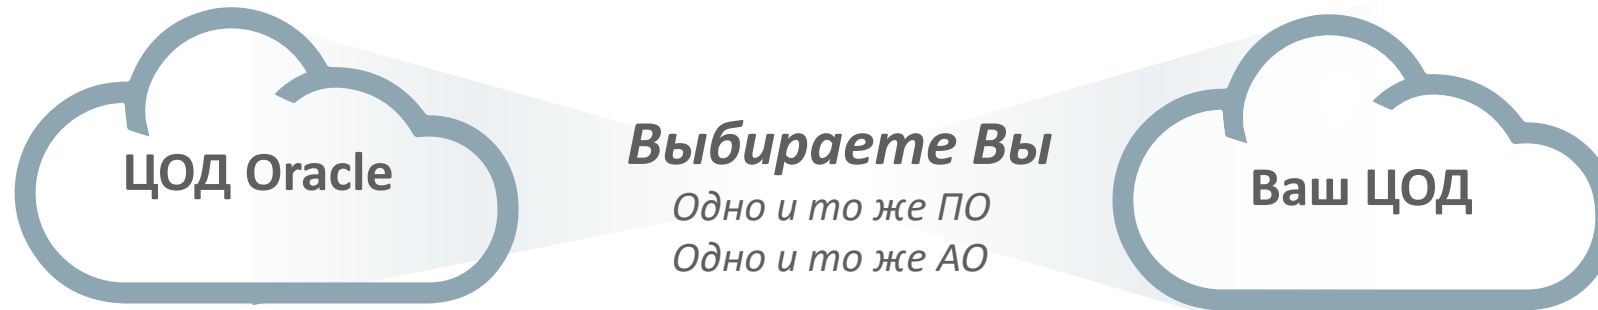 ЦОД Oracle
Выбираете Вы
Одно и то же ПО
Одно и то же АО
Ваш ЦОД